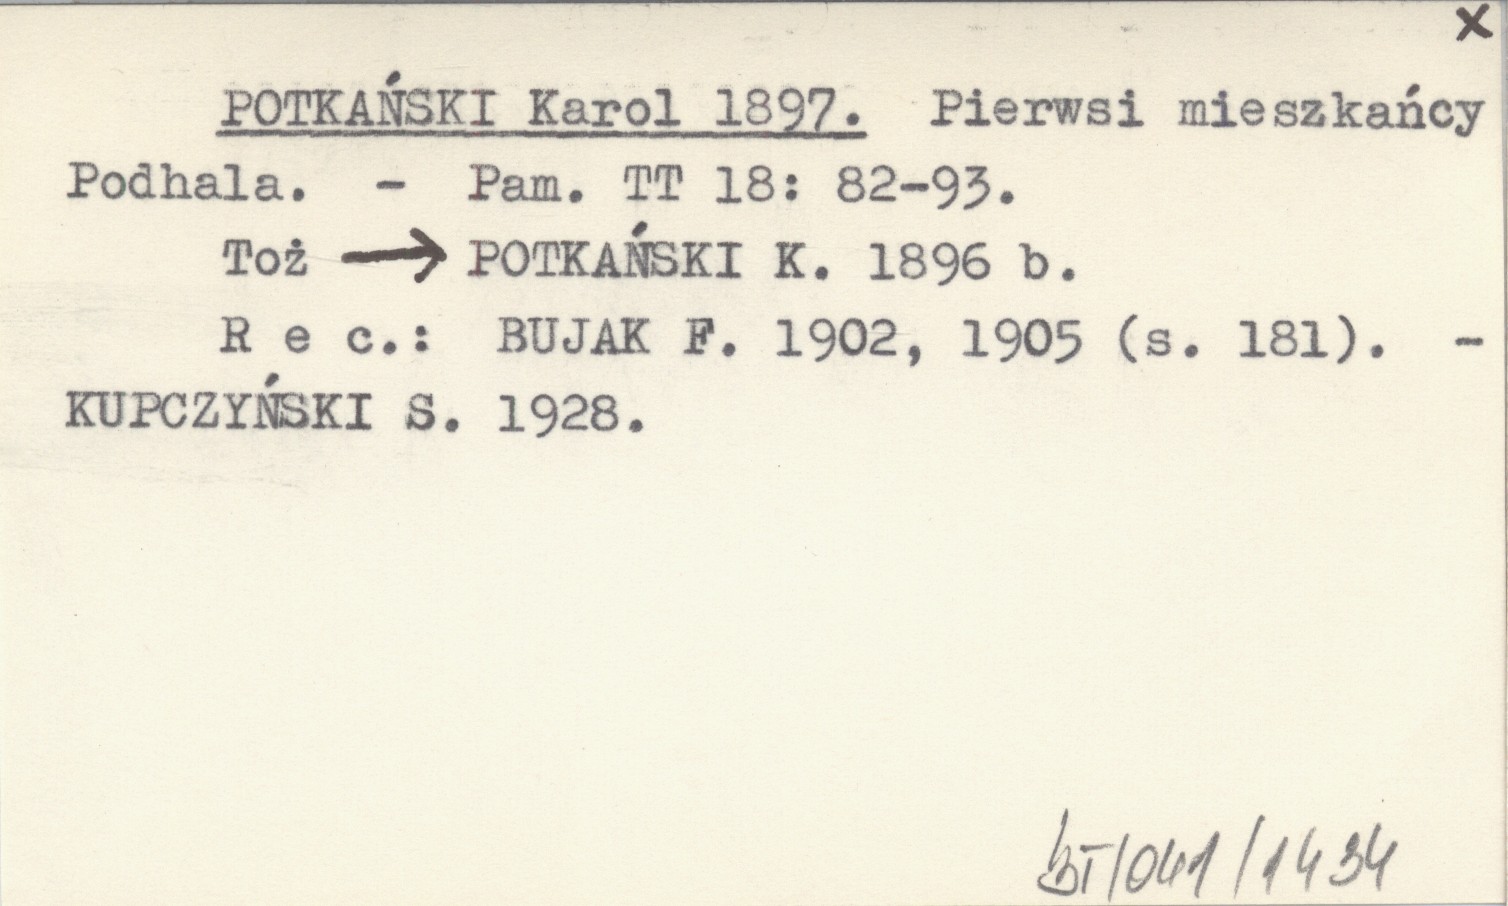 x
POTKAŃSKI Karol 1897. Pierwsi mieszkańcy
Podhala. - Pam. TT 18: 82-93.
Toż → POTKAŃSKI K. 1896 b.
R e c.: BUJAK F. 1902, 1905 (s. 181). -
KUPCZYŃSKI S. 1928.
BT/041/1434